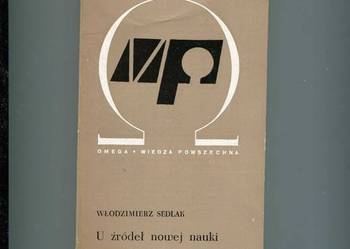 OMEGA • WIEDZA POWSZECHNA
WŁODZIMIERZ SEDLAK
U źródeł nowej nauki